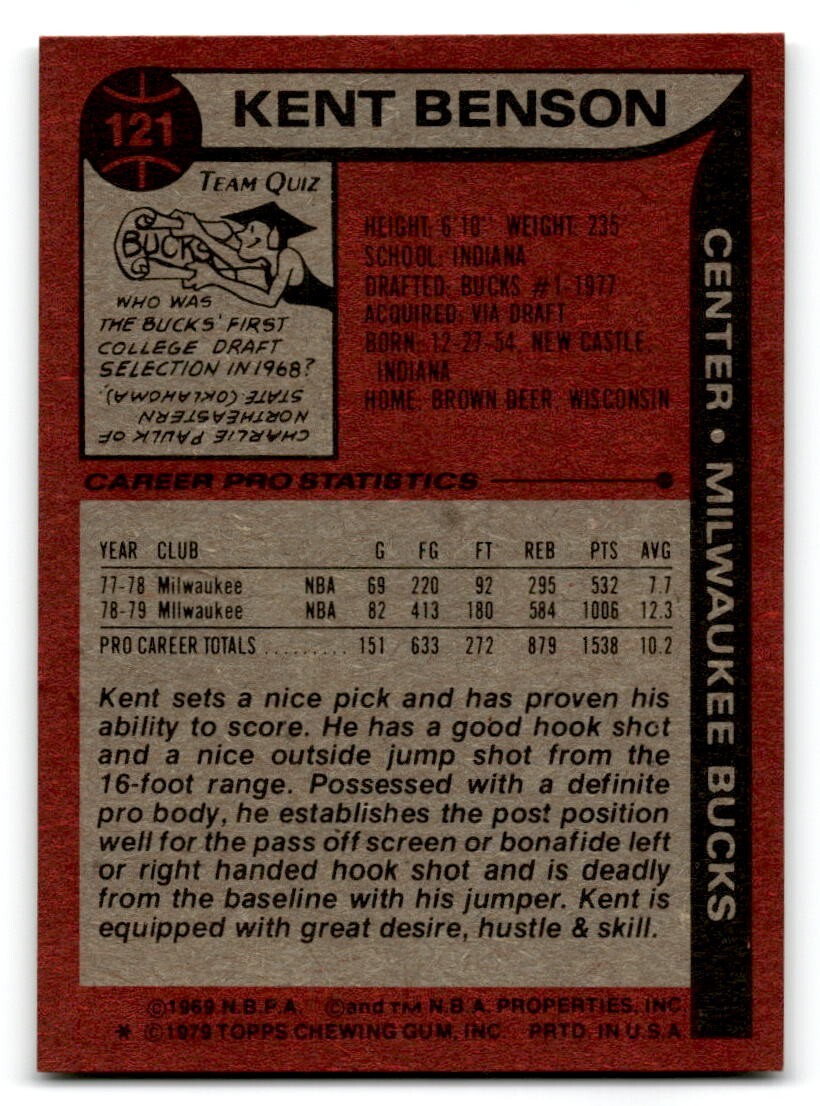 121
KENT BENSON
TEAM QUIZ
BUCKS
WHO WAS
THE BUCKS' FIRST
COLLEGE DRAFT
SELECTION IN 1968?
CHARLIE PAULK OF
NORTHEASTERN
STATE (OKLAHOMA).
HEIGHT: 6'10" WEIGHT: 235
SCHOOL: INDIANA
DRAFTED: BUCKS #1-1977
ACQUIRED: VIA DRAFT
BORN: 12-27-54, NEW CASTLE,
INDIANA
HOME: BROWN DEER, WISCONSIN
CENTER • MILWAUKEE BUCKS
CAREER PRO STATISTICS
YEAR CLUB G FG FT REB PTS AVG
77-78 Milwaukee NBA 69 220 92 295 532 7.7
78-79 Milwaukee NBA 82 413 180 584 1006 12.3
PRO CAREER TOTALS ......... 151 633 272 879 1538 10.2
Kent sets a nice pick and has proven his
ability to score. He has a good hook shot
and a nice outside jump shot from the
16-foot range. Possessed with a definite
pro body, he establishes the post position
well for the pass off screen or bonafide left
or right handed hook shot and is deadly
from the baseline with his jumper. Kent is
equipped with great desire, hustle & skill.
©1969 N.B.P.A. ©and TM N.B.A. PROPERTIES, INC
* ©1979 TOPPS CHEWING GUM, INC. PRTD. IN U.S.A